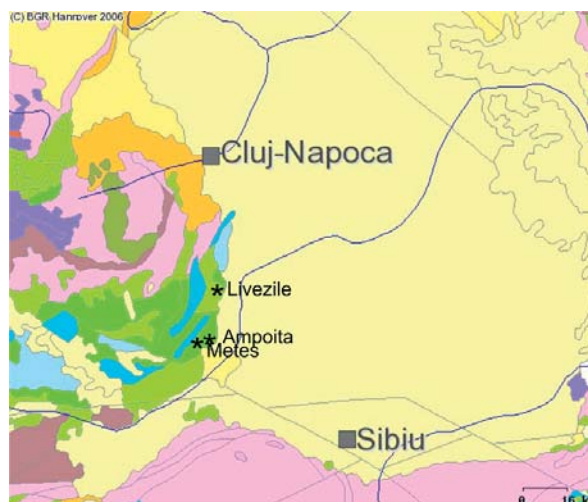 (C) BGR Hannover 2006
Cluj-Napoca
Livezile
Ampoita
Metes
Sibiu
0